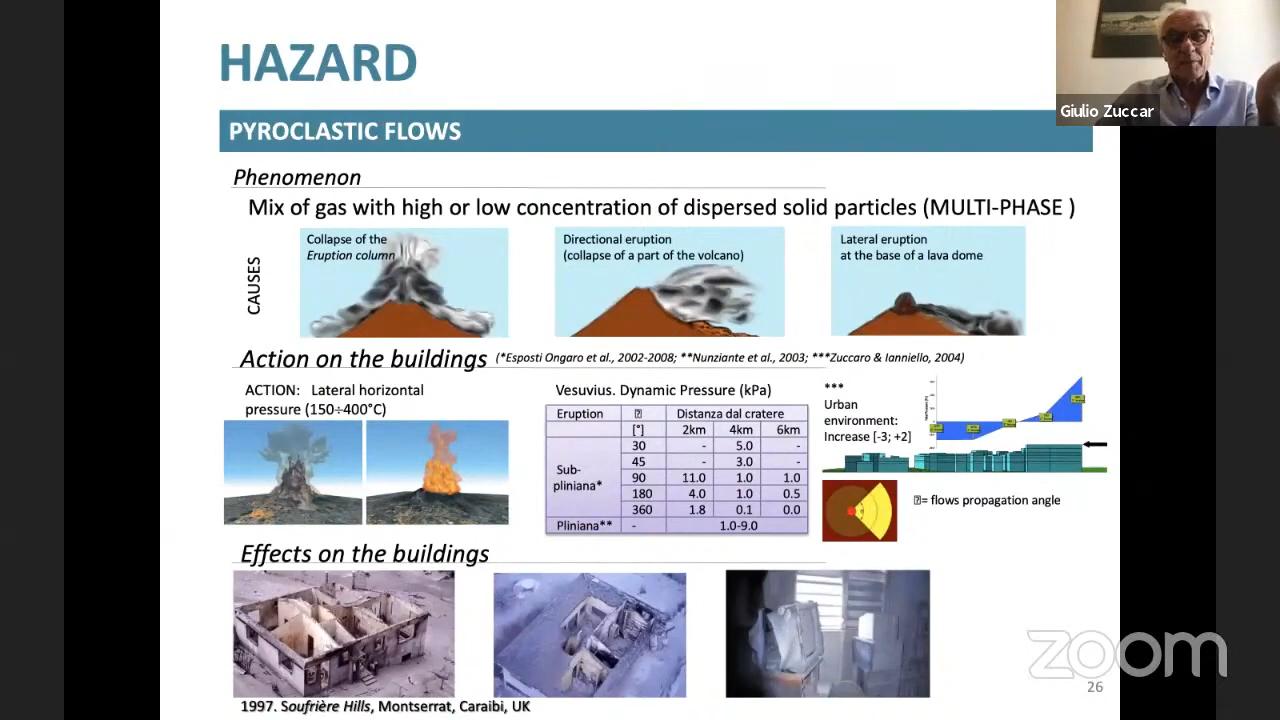 HAZARD
Giulio Zuccar
PYROCLASTIC FLOWS
Phenomenon
Mix of gas with high or low concentration of dispersed solid particles (MULTI-PHASE )
CAUSES
Collapse of the
Eruption column
Directional eruption
(collapse of a part of the volcano)
Lateral eruption
at the base of a lava dome
Action on the buildings (*Esposti Ongaro et al., 2002-2008; **Nunziante et al., 2003; ***Zuccaro & Ianniello, 2004)
ACTION: Lateral horizontal
pressure (150÷400°C)
Vesuvius. Dynamic Pressure (kPa)
Eruption ⍰ Distanza dal cratere
[°] 2km 4km 6km
Sub-
pliniana*
30 - 5.0 -
45 - 3.0 -
90 11.0 1.0 1.0
180 4.0 1.0 0.5
360 1.8 0.1 0.0
Pliniana** - 1.0-9.0
***
Urban
environment:
Increase [-3; +2]
⍰= flows propagation angle
Effects on the buildings
1997. Soufrière Hills, Montserrat, Caraibi, UK
zoom
26